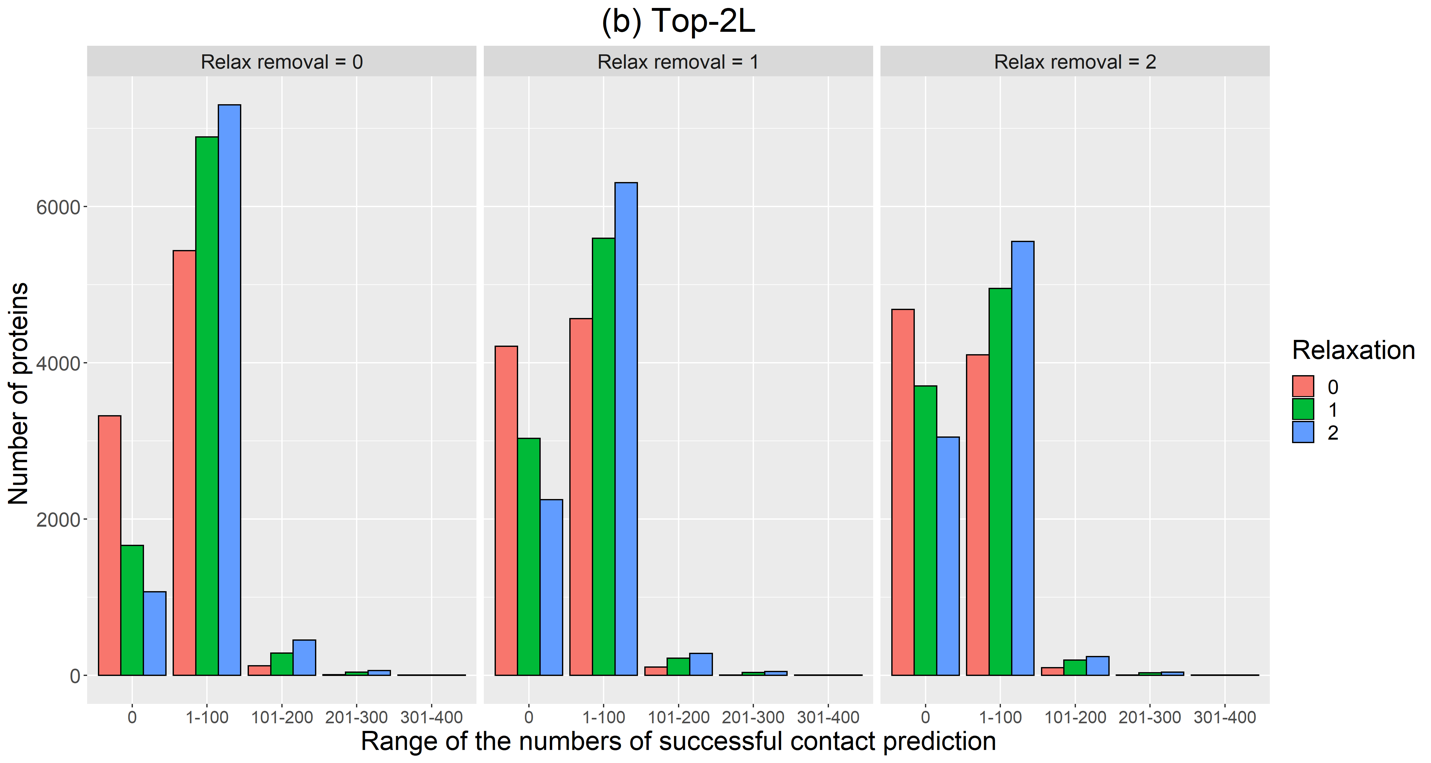 (b) Top-2L
Relax removal = 0
Relax removal = 1
Relax removal = 2
Number of proteins
6000
4000
2000
0
0 1-100 101-200 201-300 301-400
0 1-100 101-200 201-300 301-400
0 1-100 101-200 201-300 301-400
Range of the numbers of successful contact prediction
Relaxation
0
1
2